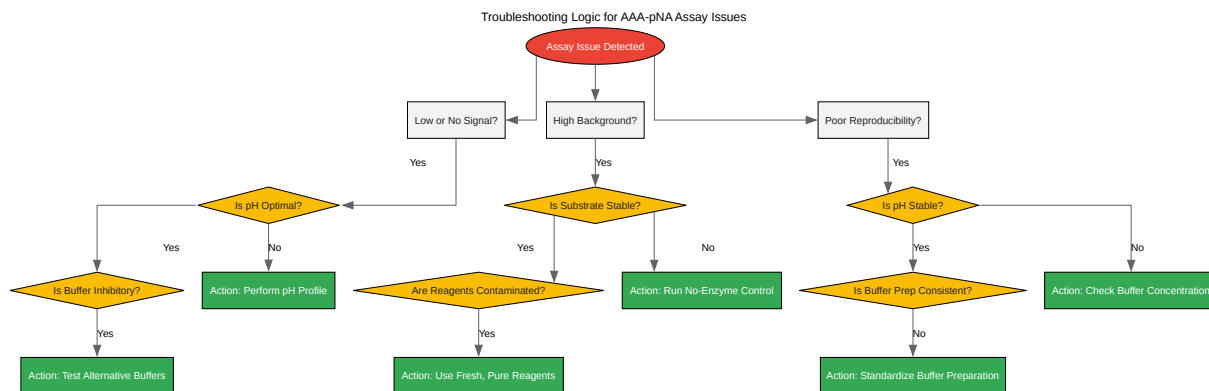 Troubleshooting Logic for AAA-pNA Assay Issues
Assay Issue Detected
Low or No Signal?
High Background?
Poor Reproducibility?
Yes
Yes
Yes
Is pH Optimal?
Is Substrate Stable?
Is pH Stable?
Yes
No
Yes
No
Yes
No
Is Buffer Inhibitory?
Action: Perform pH Profile
Are Reagents Contaminated?
Action: Run No-Enzyme Control
Is Buffer Prep Consistent?
Action: Check Buffer Concentration
Yes
Yes
No
Action: Test Alternative Buffers
Action: Use Fresh, Pure Reagents
Action: Standardize Buffer Preparation